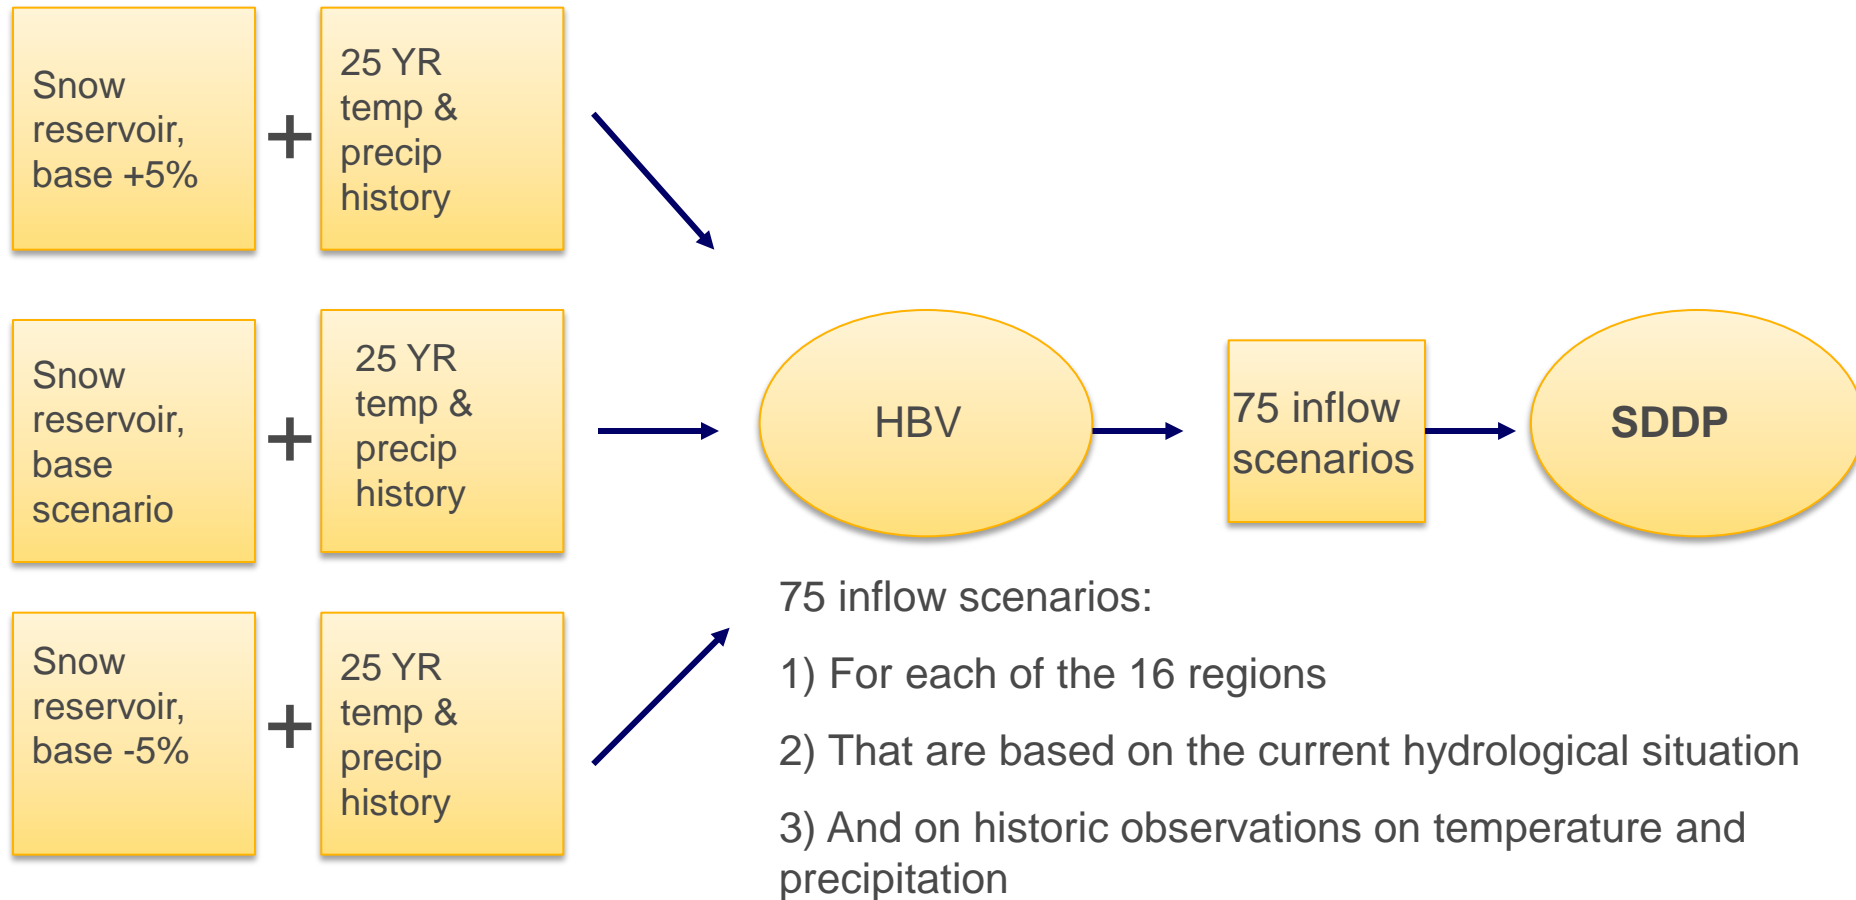 Snow
reservoir,
base +5%
+
25 YR
temp &
precip
history
Snow
reservoir,
base
scenario
+
25 YR
temp &
precip
history
Snow
reservoir,
base -5%
+
25 YR
temp &
precip
history
HBV
75 inflow
scenarios
SDDP
75 inflow scenarios:
1) For each of the 16 regions
2) That are based on the current hydrological situation
3) And on historic observations on temperature and
precipitation